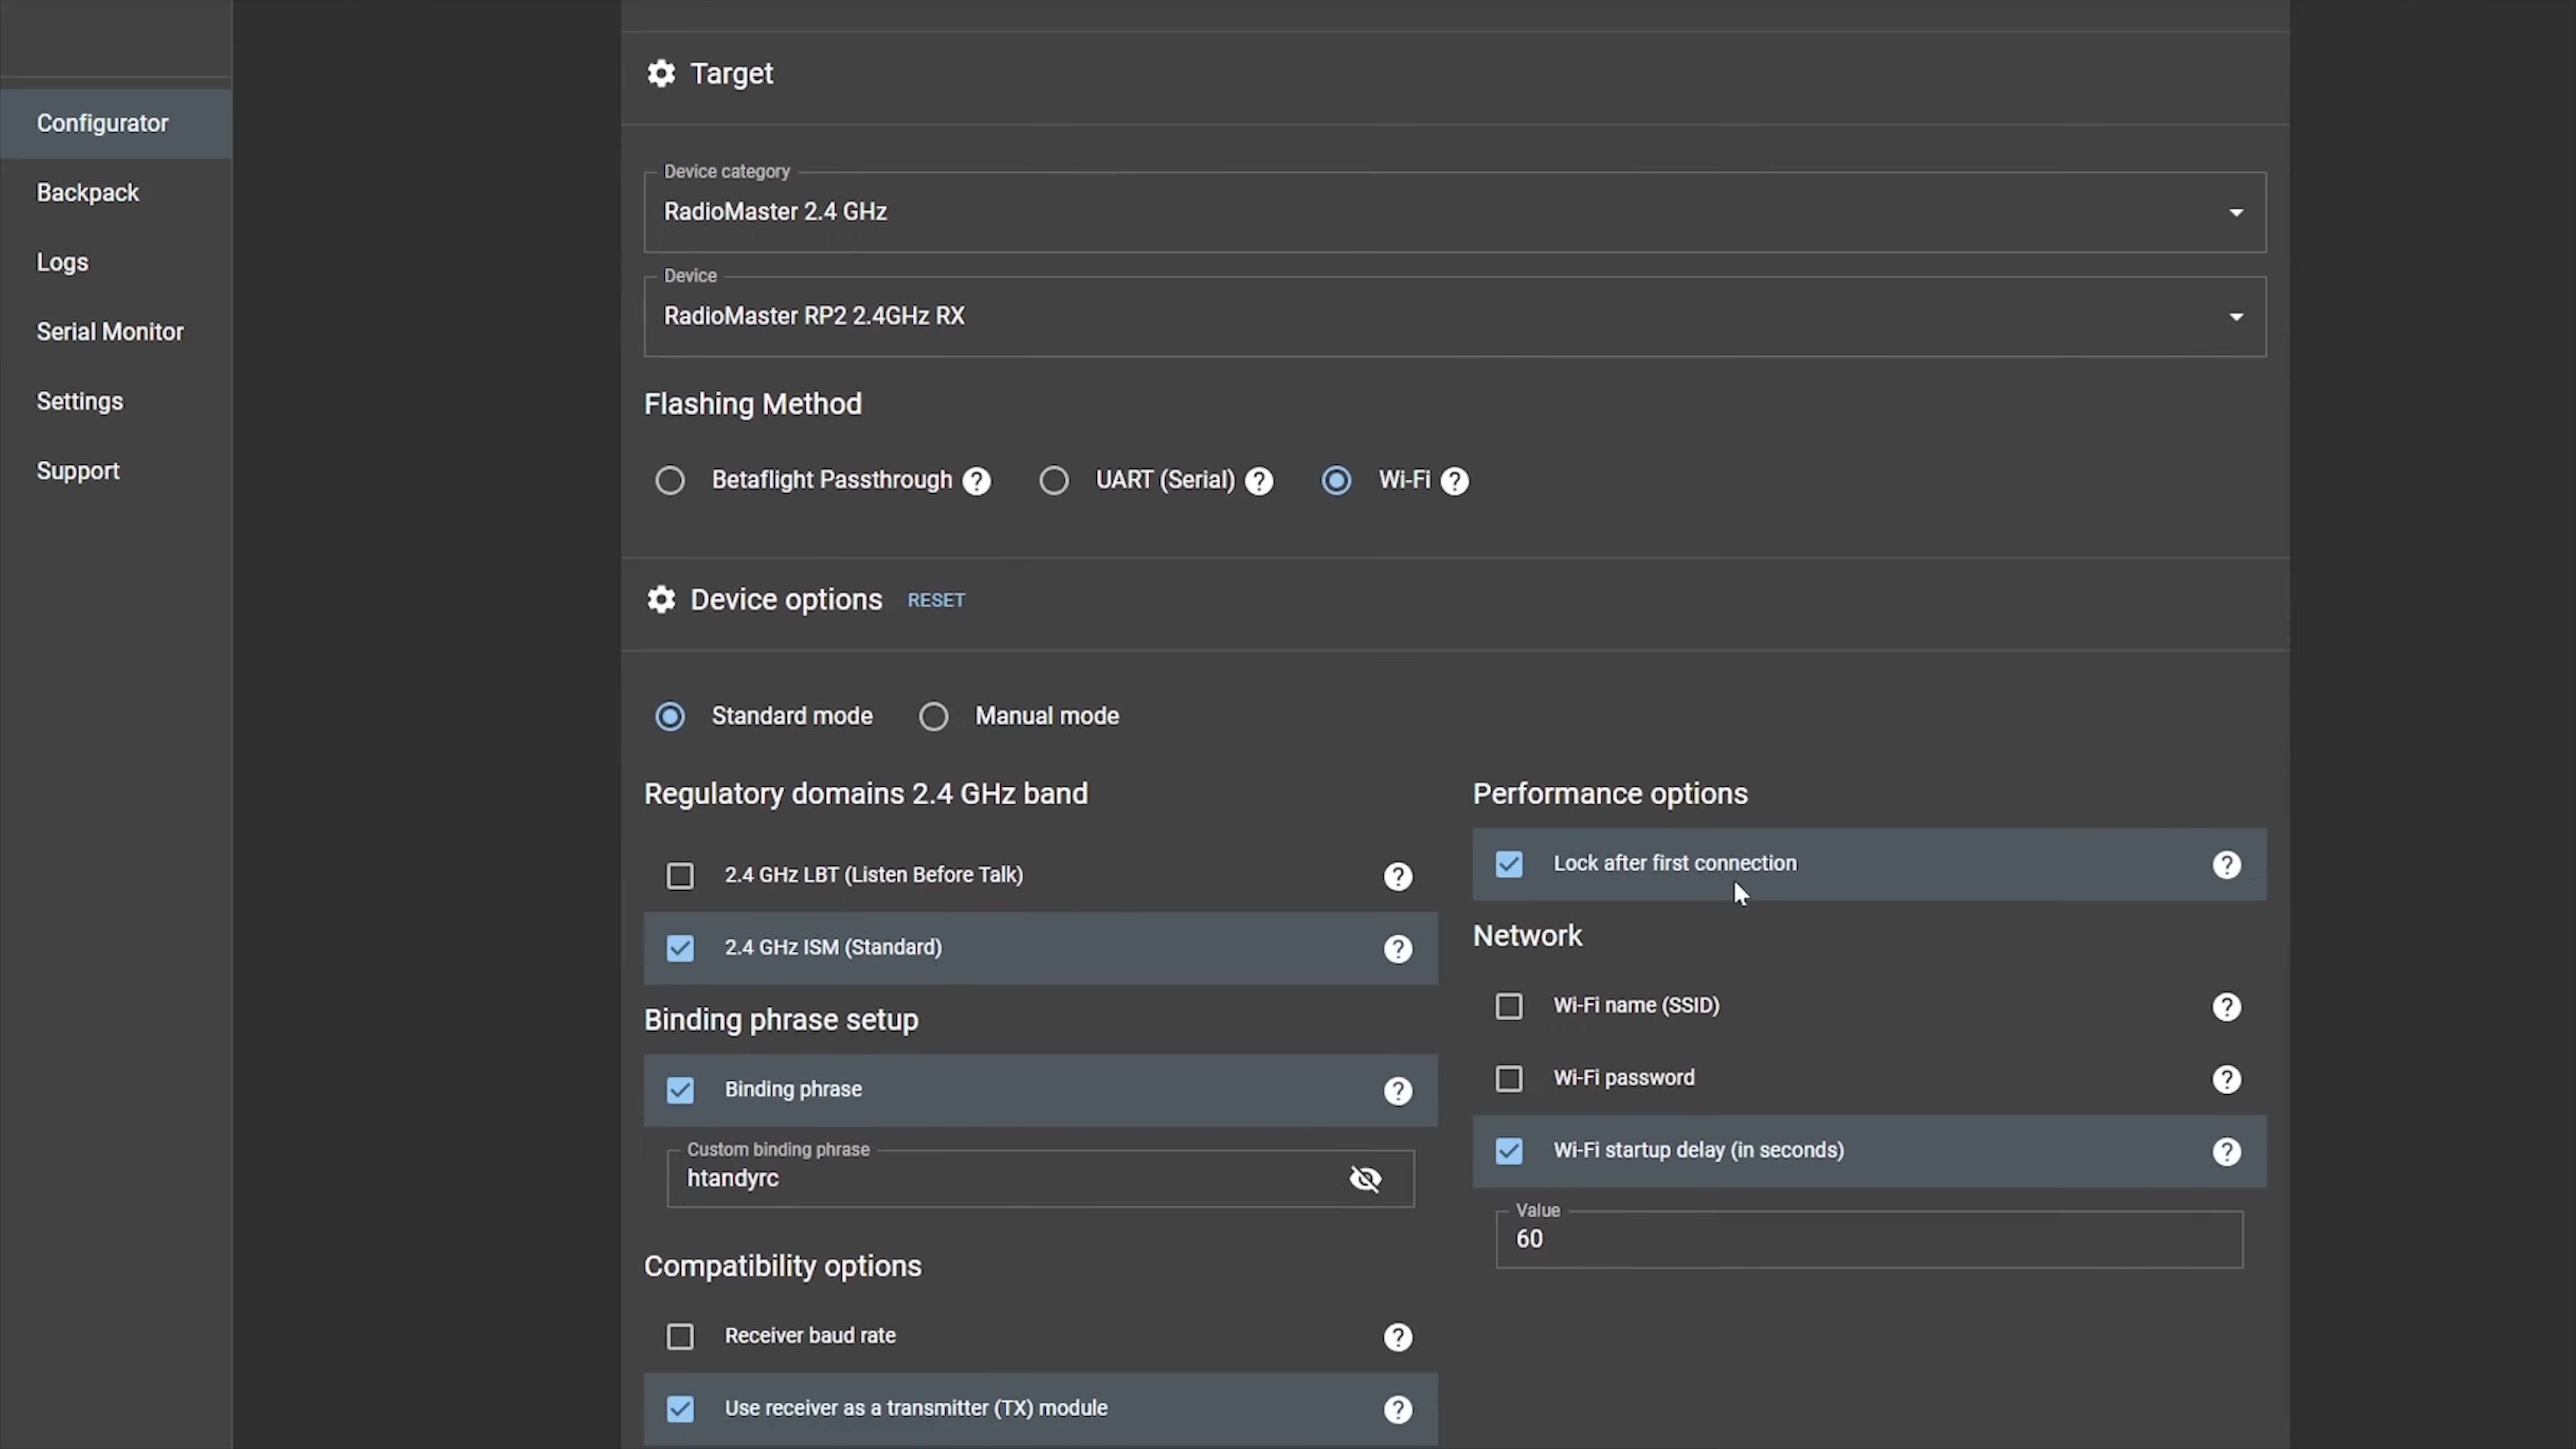 Configurator
Backpack
Logs
Serial Monitor
Settings
Support
Target
Device category
RadioMaster 2.4 GHz
Device
RadioMaster RP2 2.4GHz RX
Flashing Method
Betaflight Passthrough ? UART (Serial) ? Wi-Fi ?
Device options RESET
Standard mode Manual mode
Regulatory domains 2.4 GHz band
2.4 GHz LBT (Listen Before Talk) ?
2.4 GHz ISM (Standard) ?
Binding phrase setup
Binding phrase ?
Custom binding phrase
htandyrc
Compatibility options
Receiver baud rate ?
Use receiver as a transmitter (TX) module ?
Performance options
Lock after first connection ?
Network
Wi-Fi name (SSID) ?
Wi-Fi password ?
Wi-Fi startup delay (in seconds) ?
Value
60